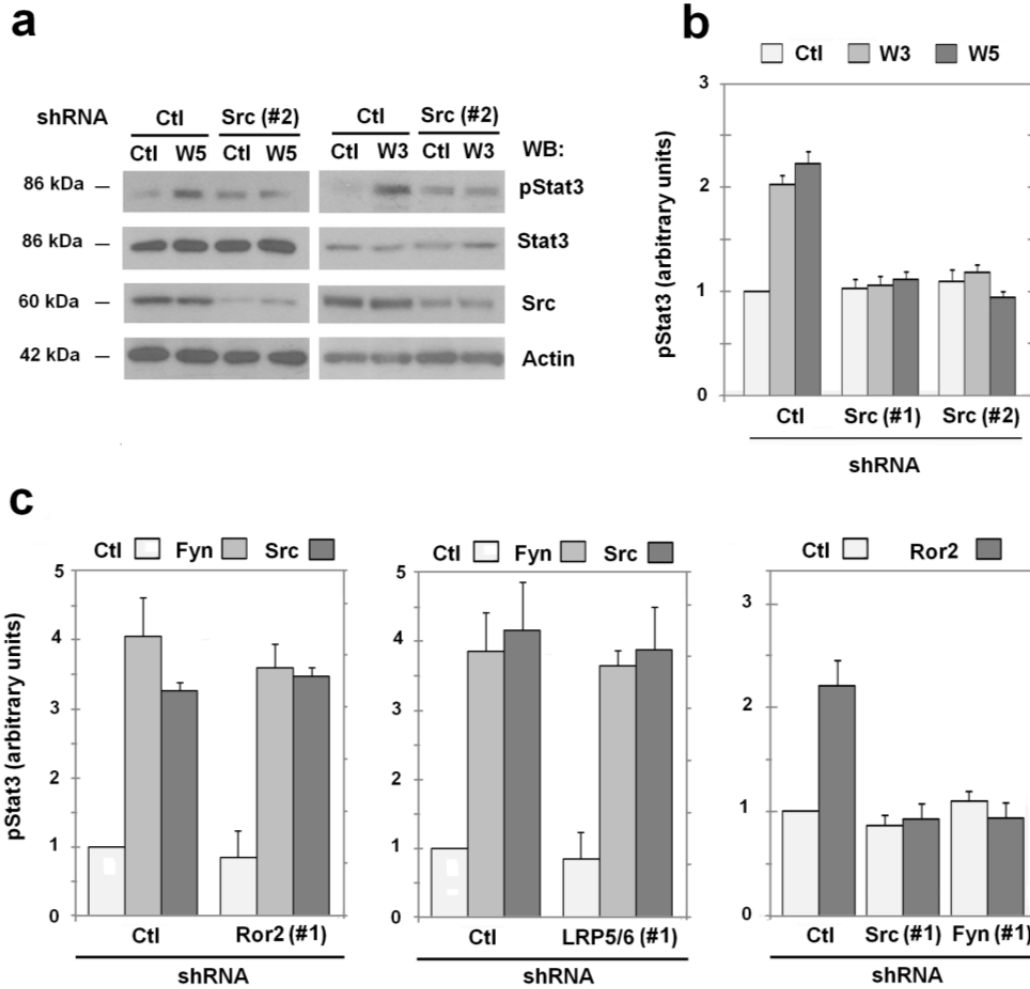 a
shRNA Ctl Src (#2) Ctl Src (#2)
Ctl W5 Ctl W5 Ctl W3 Ctl W3 WB:
86 kDa pStat3
86 kDa Stat3
60 kDa Src
42 kDa Actin
b
Ctl W3 W5
pStat3 (arbitrary units)
3
2
1
0
Ctl Src (#1) Src (#2)
shRNA
c
Ctl Fyn Src
pStat3 (arbitrary units)
5
4
3
2
1
0
Ctl Ror2 (#1)
shRNA
Ctl Fyn Src
5
4
3
2
1
0
Ctl LRP5/6 (#1)
shRNA
Ctl Ror2
3
2
1
0
Ctl Src (#1) Fyn (#1)
shRNA